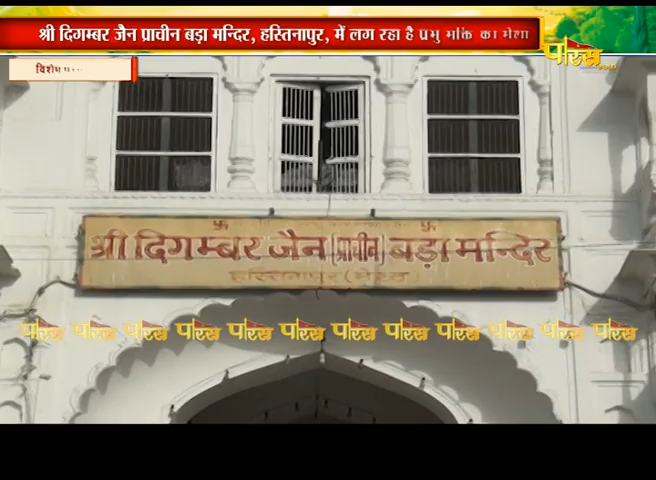 श्री दिगम्बर जैन प्राचीन बड़ा मन्दिर, हस्तिनापुर, में लग रहा है प्रभु भक्ति का मेला
पारस
विशेष
श्री दिगम्बर जैन (प्राचीन) बड़ा मन्दिर
हस्तिनापुर (मेरठ)
पारस पारस पारस पारस पारस पारस पारस पारस पारस पारस पारस पारस